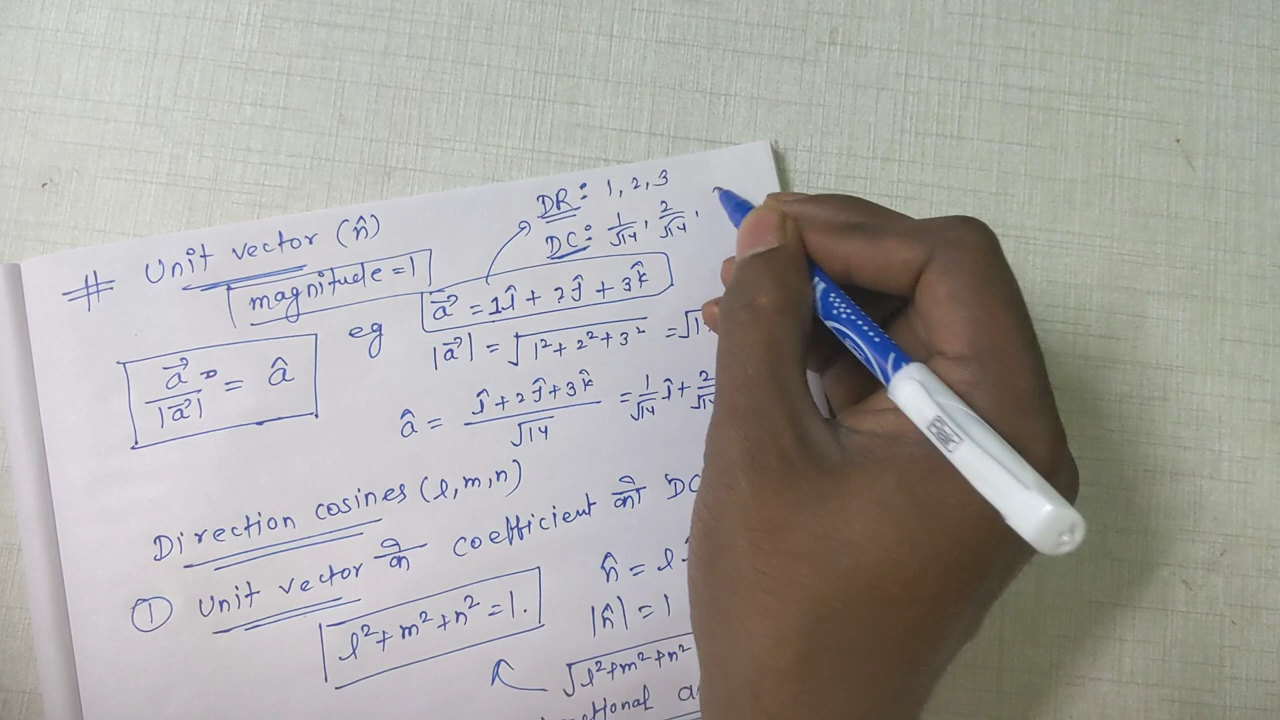 DR: 1, 2, 3
DC: 1/√14, 2/√14,
# Unit vector (n̂)
magnitude = 1
eg a⃗ = 1î + 2ĵ + 3k̂
|a⃗| = √1² + 2² + 3² = √1
a⃗/|a⃗| = â
â = î + 2ĵ + 3k̂/√14 = 1/√14 î + 2/√14
Direction cosines (l, m, n)
① Unit vector के coefficient को DC
l² + m² + n² = 1.
n̂ = l
|n̂| = 1
√l² + m² + n²